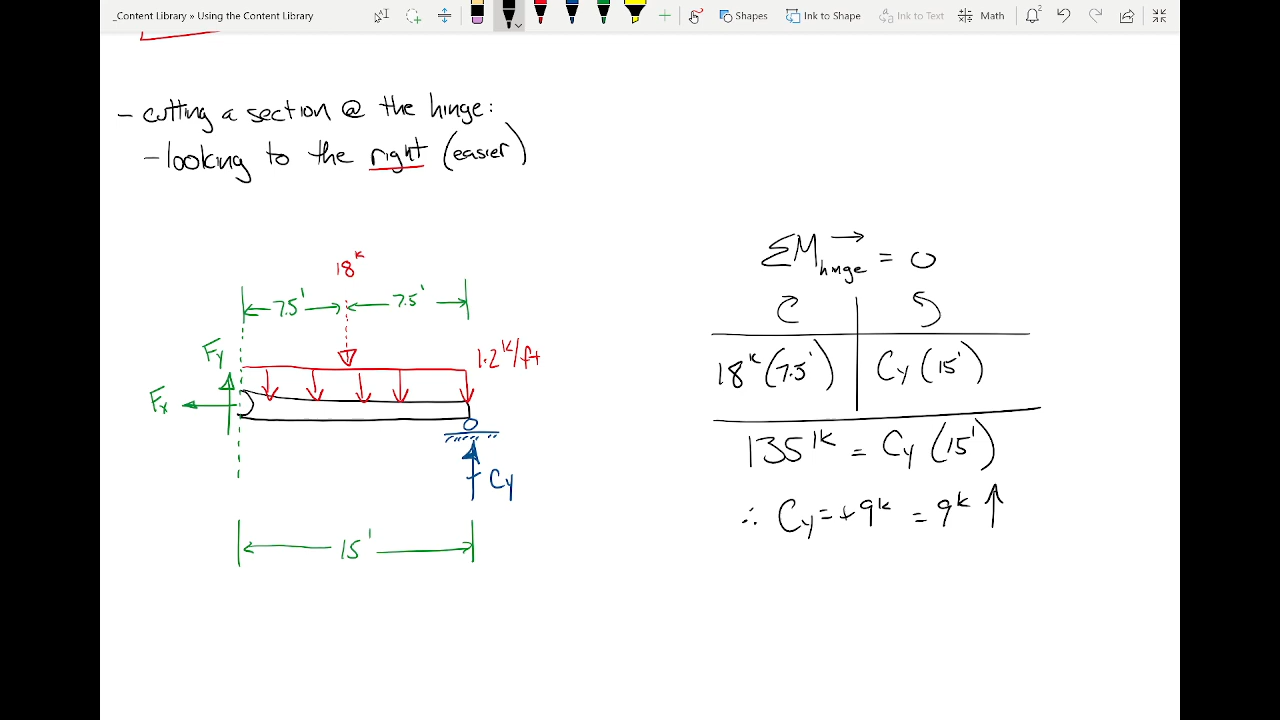 _Content Library » Using the Content Library
Shapes
Ink to Shape
Ink to Text
Math
- cutting a section @ the hinge:
- looking to the right (easier)
18ᵏ
7.5'
7.5'
1.2ᵏ/ft
Fy
Fx
Cy
15'
ΣM hinge → = 0
18ᵏ(7.5')
Cy(15')
135 'ᵏ = Cy(15')
∴ Cy = +9ᵏ = 9ᵏ ↑